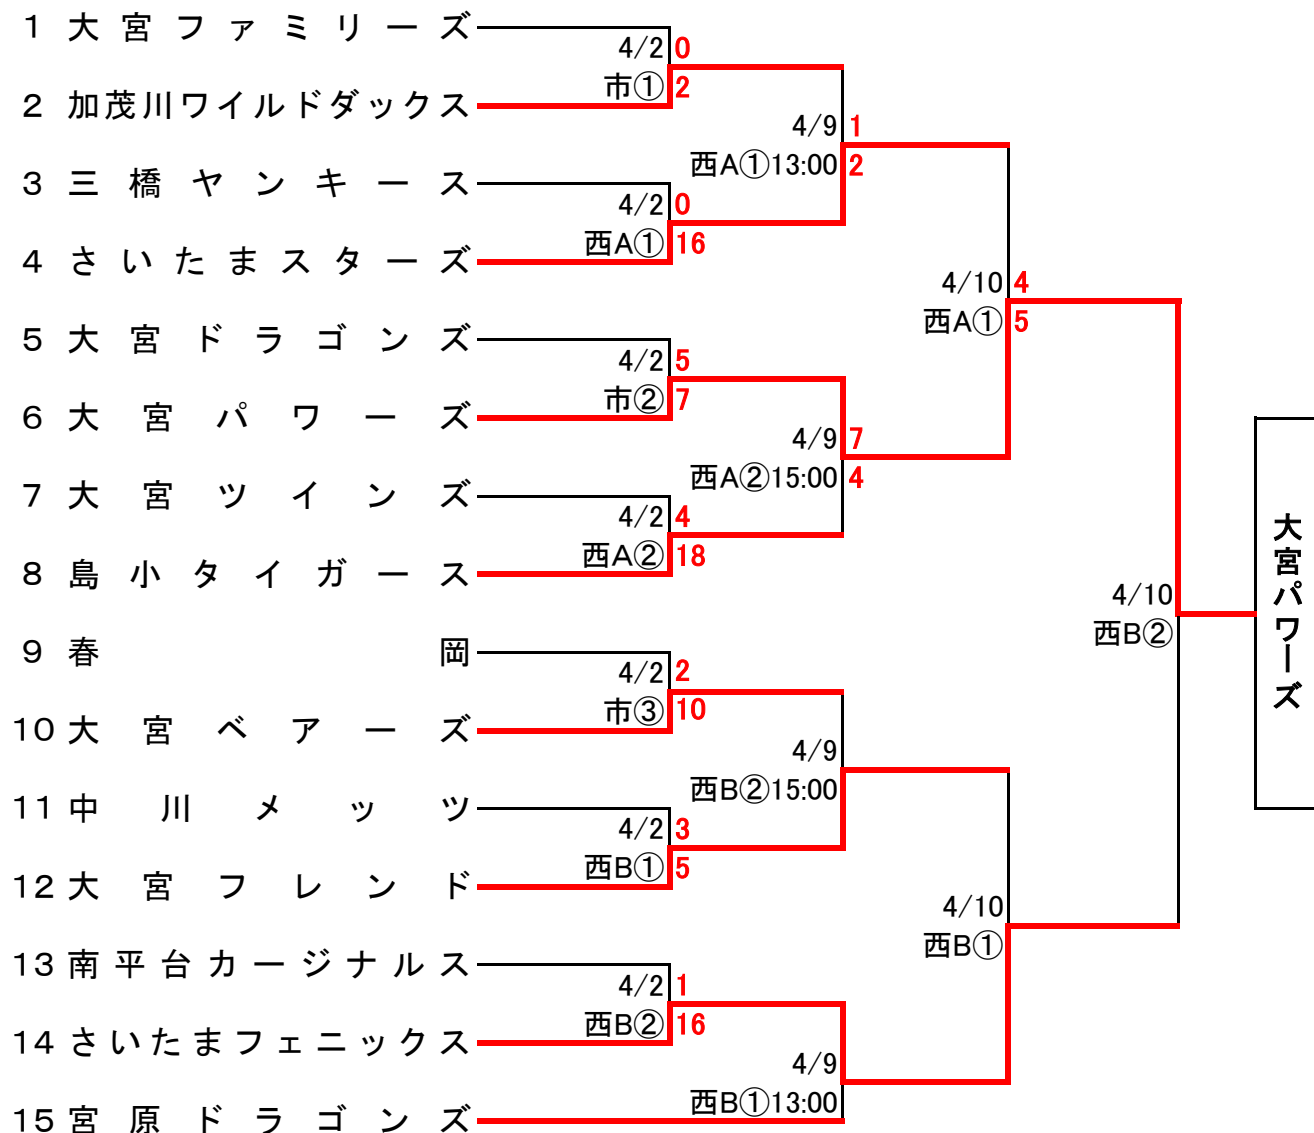 1 大宮ファミリーズ
4/2 0
市① 2
2 加茂川ワイルドダックス
4/9 1
西A①13:00 2
3 三橋ヤンキース
4/2 0
西A① 16
4 さいたまスターズ
4/10 4
西A① 5
5 大宮ドラゴンズ
4/2 5
市② 7
6 大宮パワーズ
4/9 7
西A②15:00 4
7 大宮ツインズ
4/2 4
西A② 18
8 島小タイガース
4/10
西B②
大宮パワーズ
9 春岡
4/2 2
市③ 10
10 大宮ベアーズ
4/9
西B②15:00
11 中川メッツ
4/2 3
西B① 5
12 大宮フレンド
4/10
西B①
13 南平台カージナルス
4/2 1
西B② 16
14 さいたまフェニックス
4/9
西B①13:00
15 宮原ドラゴンズ